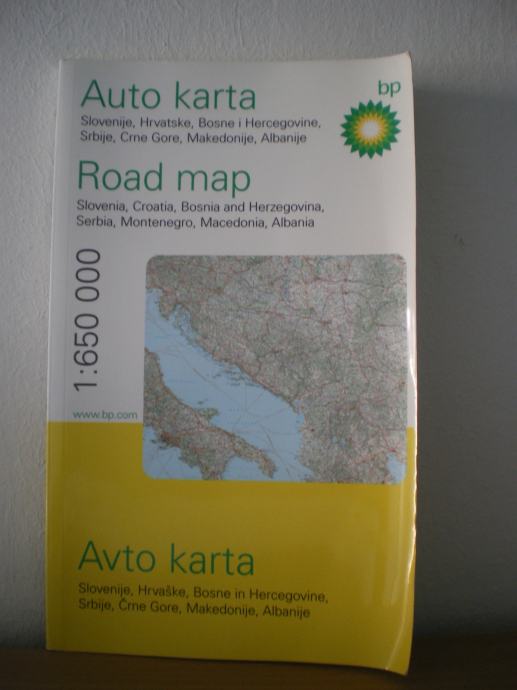 bp
Auto karta
Slovenije, Hrvatske, Bosne i Hercegovine,
Srbije, Crne Gore, Makedonije, Albanije
Road map
Slovenia, Croatia, Bosnia and Herzegovina,
Serbia, Montenegro, Macedonia, Albania
1:650 000
www.bp.com
Avto karta
Slovenije, Hrvaške, Bosne in Hercegovine,
Srbije, Črne Gore, Makedonije, Albanije